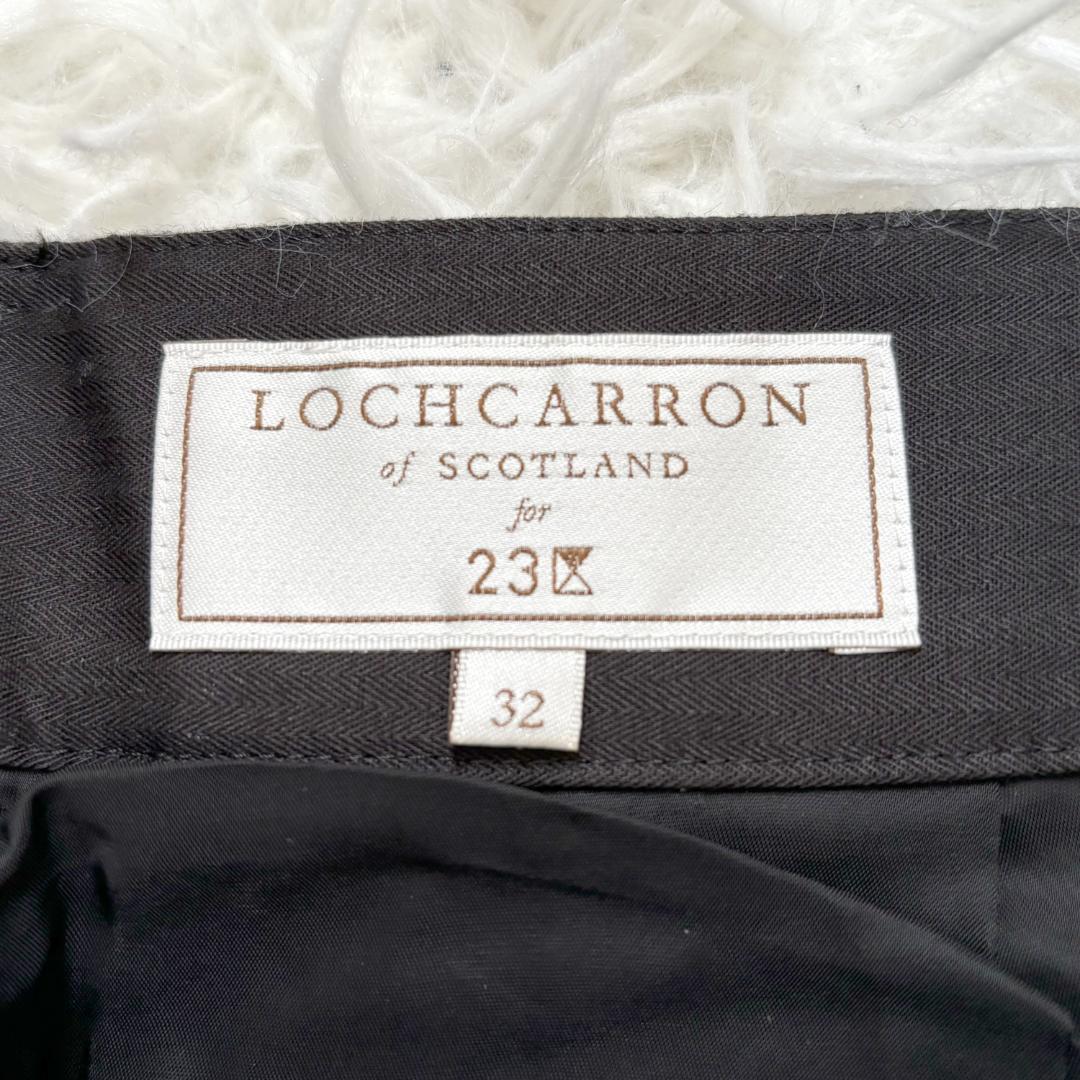 LOCHCARRON
of SCOTLAND
for
23区
32